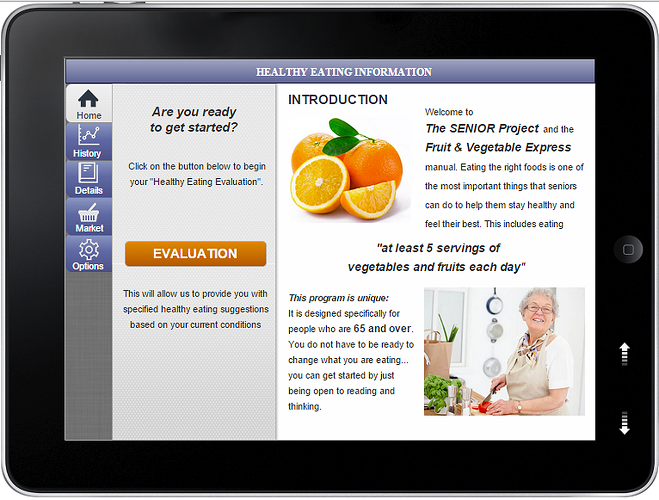 HEALTHY EATING INFORMATION
Home
History
Details
Market
Options
Are you ready
to get started?
Click on the button below to begin
your "Healthy Eating Evaluation".
EVALUATION
This will allow us to provide you with
specified healthy eating suggestions
based on your current conditions
INTRODUCTION
Welcome to
The SENIOR Project and the
Fruit & Vegetable Express
manual. Eating the right foods is one of
the most important things that seniors
can do to help them stay healthy and
feel their best. This includes eating
"at least 5 servings of
vegetables and fruits each day"
This program is unique:
It is designed specifically for
people who are 65 and over.
You do not have to be ready to
change what you are eating...
you can get started by just
being open to reading and
thinking.